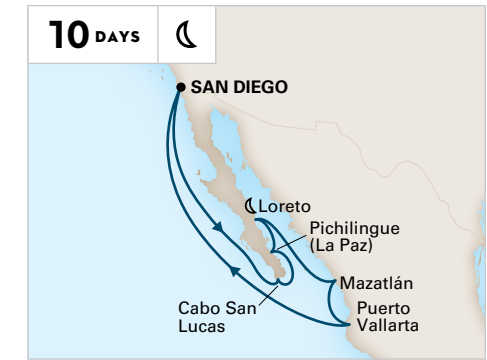 10 DAYS
SAN DIEGO
Loreto
Pichilingue
(La Paz)
Mazatlán
Cabo San
Lucas
Puerto
Vallarta